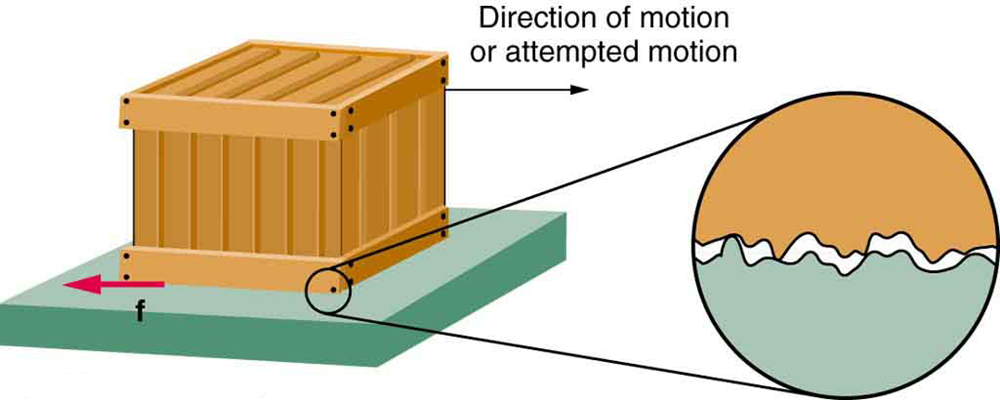 Direction of motion
or attempted motion
f